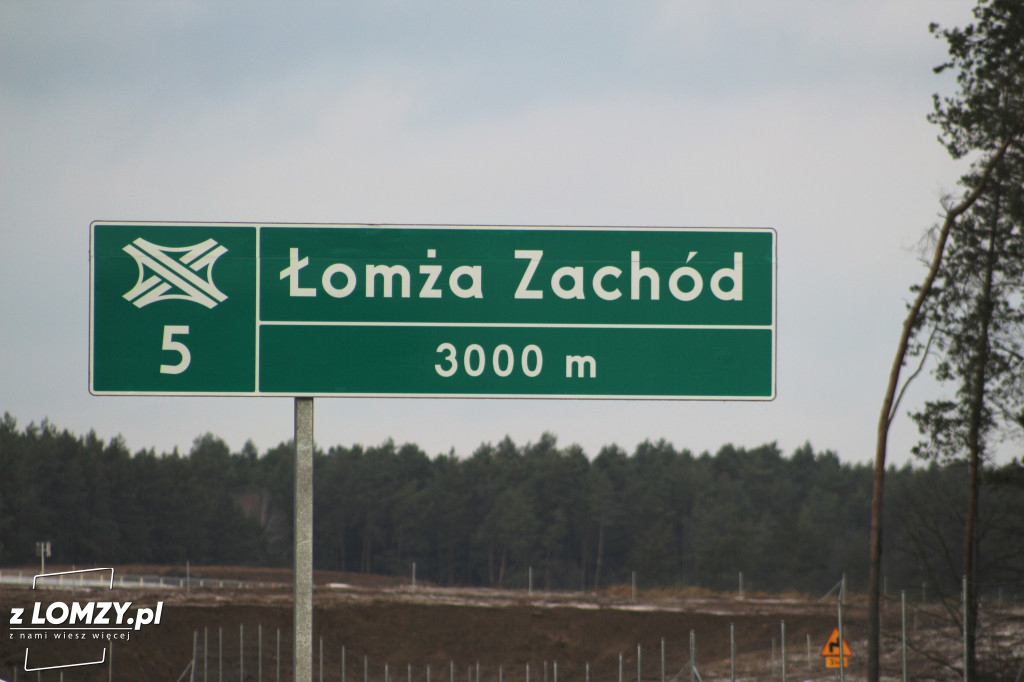 Łomża Zachód
5
3000 m
z LOMZY.pl
z nami wiesz więcej